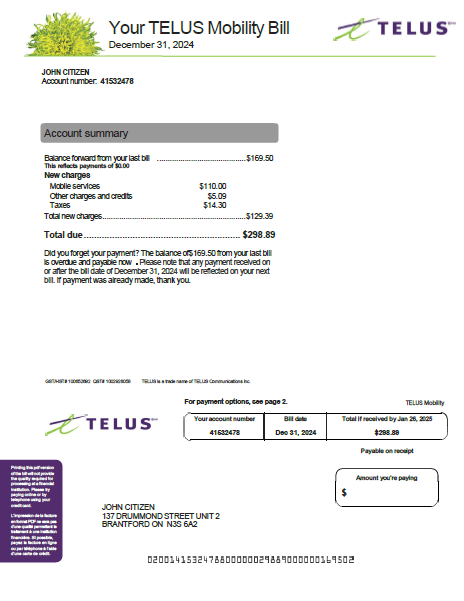 Your TELUS Mobility Bill
December 31, 2024
TELUS
JOHN CITIZEN
Account number: 41532478
Account summary
Balance forward from your last bill ........................................$169.50
This reflects payments of $0.00
New charges
Mobile services $110.00
Other charges and credits $5.09
Taxes $14.30
Total new charges.................................................$129.39
Total due ................................................ $298.89
Did you forget your payment? The balance of$169.50 from your last bill
is overdue and payable now . Please note that any payment received on
or after the bill date of December 31, 2024 will be reflected on your next
bill. If payment was already made, thank you.
TELUS is a trade name of TELUS Communications Inc
For payment options, see page 2.
TELUS Mobility
TELUS
Your account number Bill date Total if received by Jan 26, 2025
41532478 Dec 31, 2024 $298.89
Payable on receipt
Amount you're paying
$
Printing this pdf version
of the bill will not provide
the quality required for
processing at a financial
institution. Please try
paying online or by
telephone using your
credit card.
L'impression de la facture
en format PDF ne sera pas
d'une qualité permettant le
traitement à une institution
financière. Si possible,
payez la facture en ligne
ou par téléphone à l'aide
d'une carte de crédit.
JOHN CITIZEN
137 DRUMMOND STREET UNIT 2
BRANTFORD ON N3S 6A2